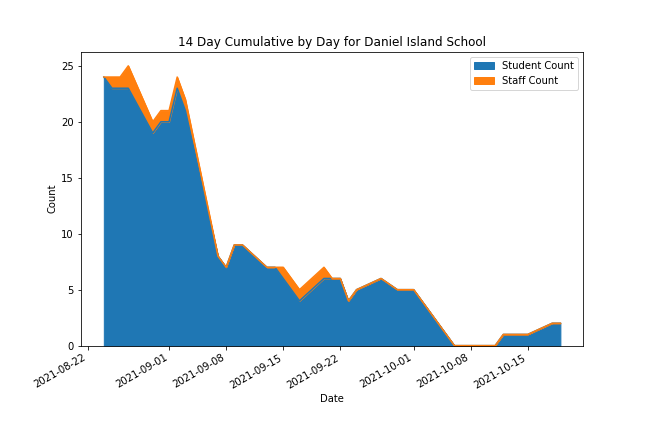 14 Day Cumulative by Day for Daniel Island School
Student Count
Staff Count
25
20
15
10
5
0
Count
2021-08-22
2021-09-01
2021-09-08
2021-09-15
2021-09-22
2021-10-01
2021-10-08
2021-10-15
Date